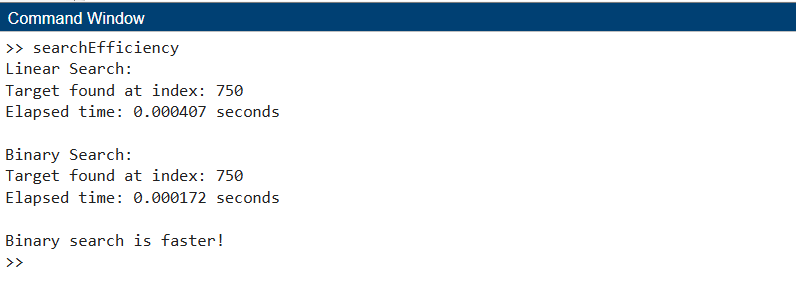 Command Window
>> searchEfficiency
Linear Search:
Target found at index: 750
Elapsed time: 0.000407 seconds
Binary Search:
Target found at index: 750
Elapsed time: 0.000172 seconds
Binary search is faster!
>>